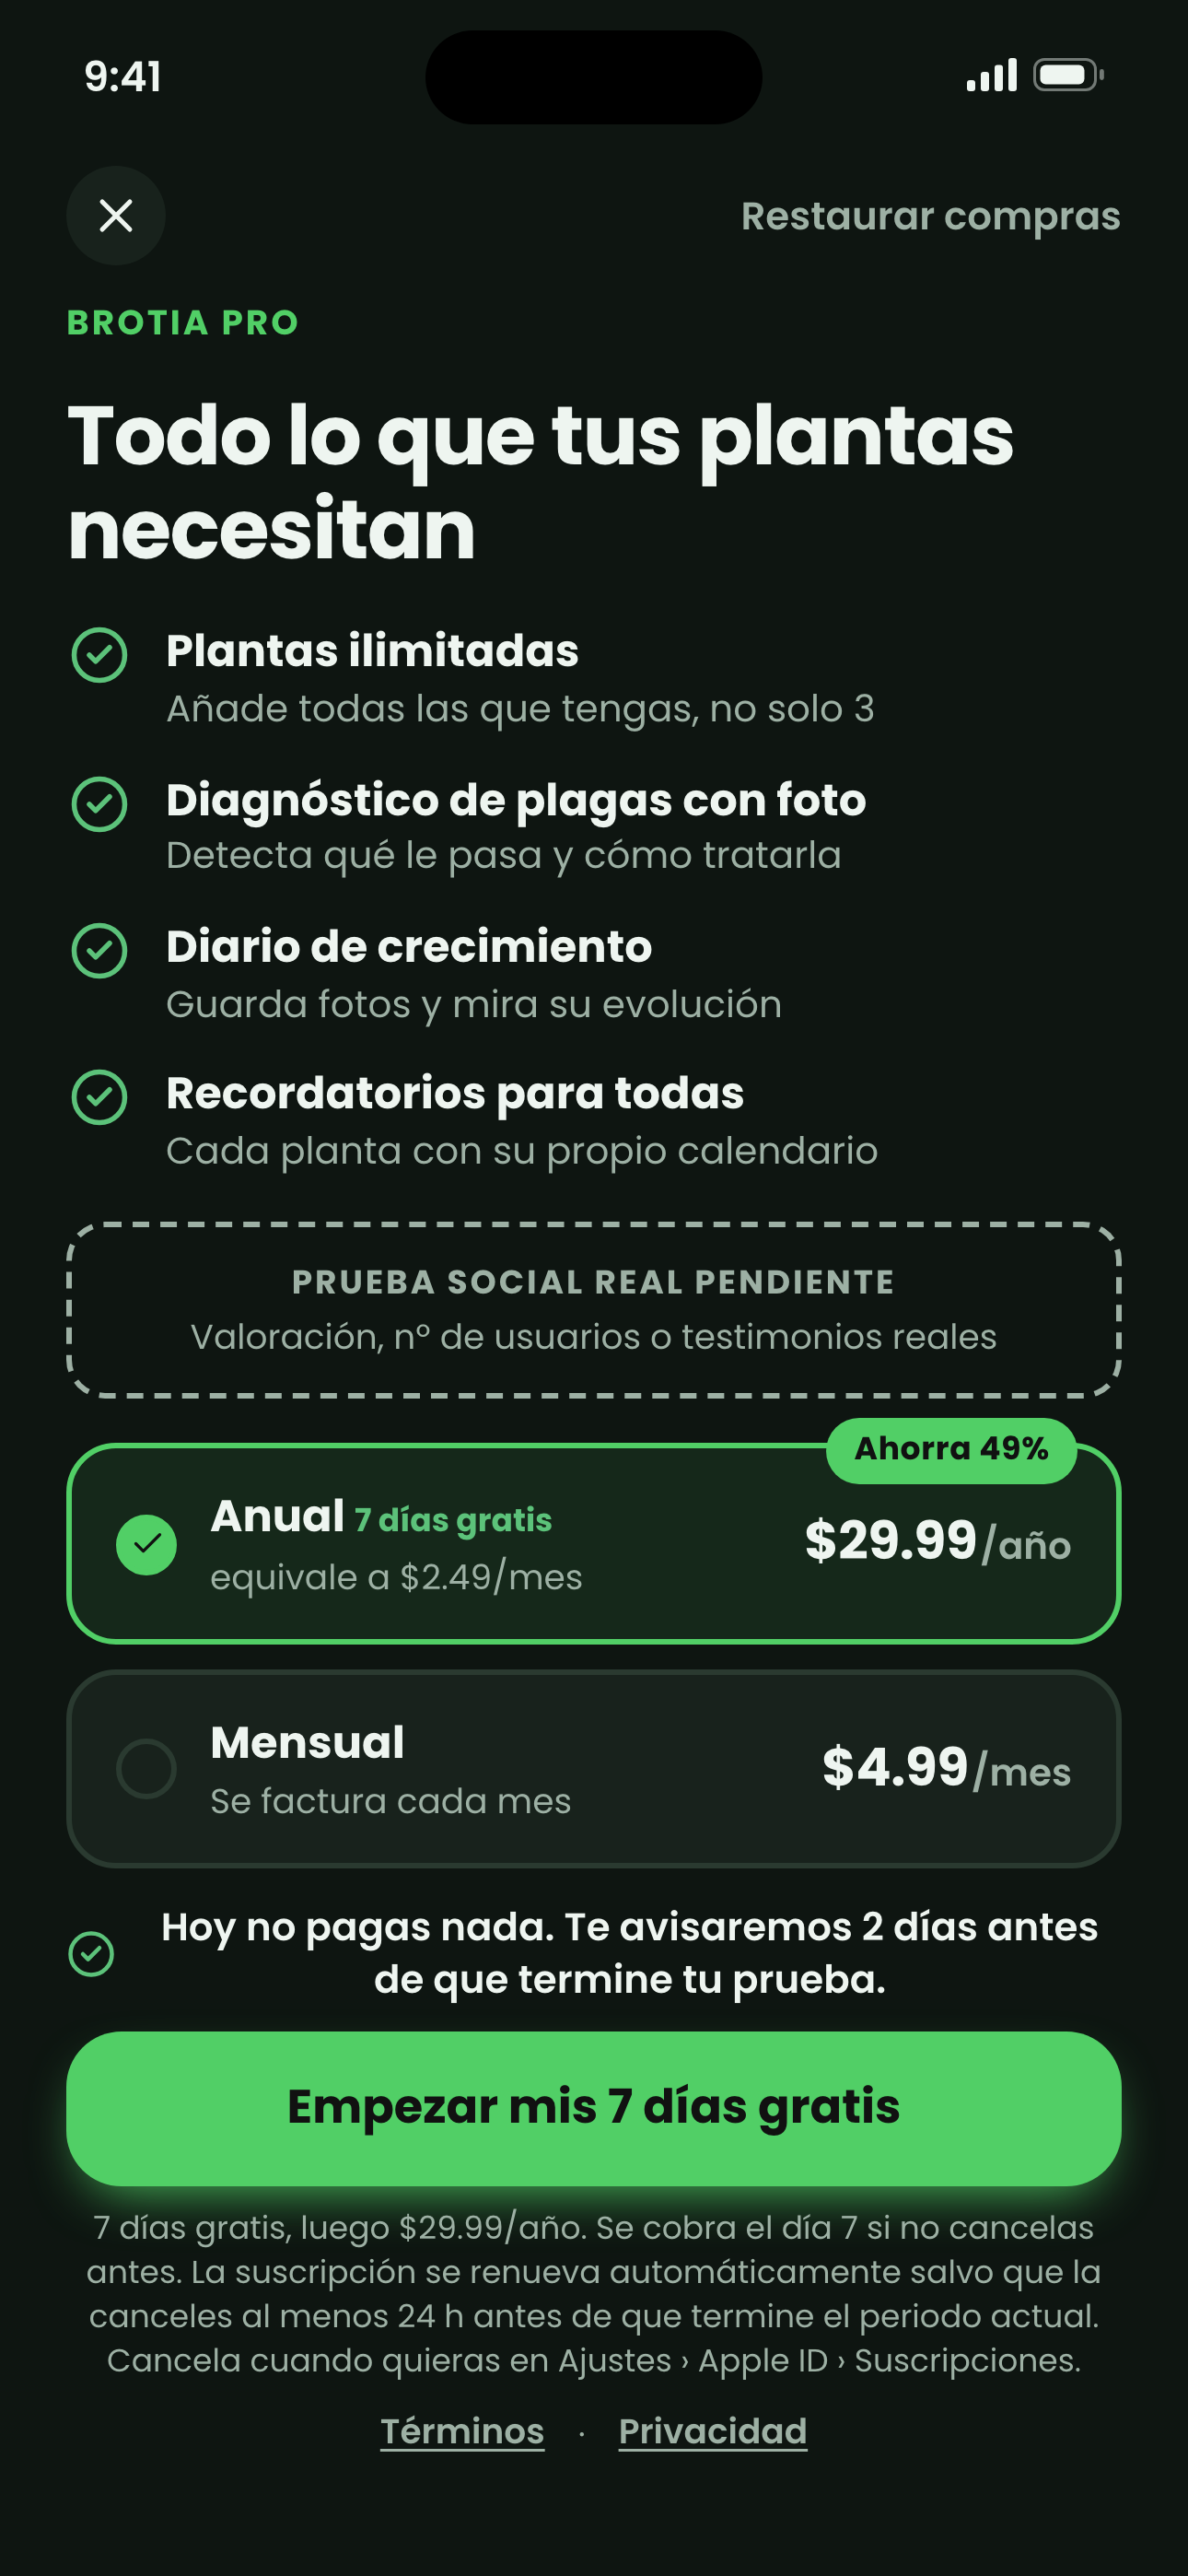 9:41
Restaurar compras
BROTIA PRO
Todo lo que tus plantas
necesitan
Plantas ilimitadas
Añade todas las que tengas, no solo 3
Diagnóstico de plagas con foto
Detecta qué le pasa y cómo tratarla
Diario de crecimiento
Guarda fotos y mira su evolución
Recordatorios para todas
Cada planta con su propio calendario
PRUEBA SOCIAL REAL PENDIENTE
Valoración, nº de usuarios o testimonios reales
Ahorra 49%
Anual 7 días gratis
equivale a $2.49/mes
$29.99/año
Mensual
Se factura cada mes
$4.99/mes
Hoy no pagas nada. Te avisaremos 2 días antes
de que termine tu prueba.
Empezar mis 7 días gratis
7 días gratis, luego $29.99/año. Se cobra el día 7 si no cancelas
antes. La suscripción se renueva automáticamente salvo que la
canceles al menos 24 h antes de que termine el periodo actual.
Cancela cuando quieras en Ajustes › Apple ID › Suscripciones.
Términos · Privacidad